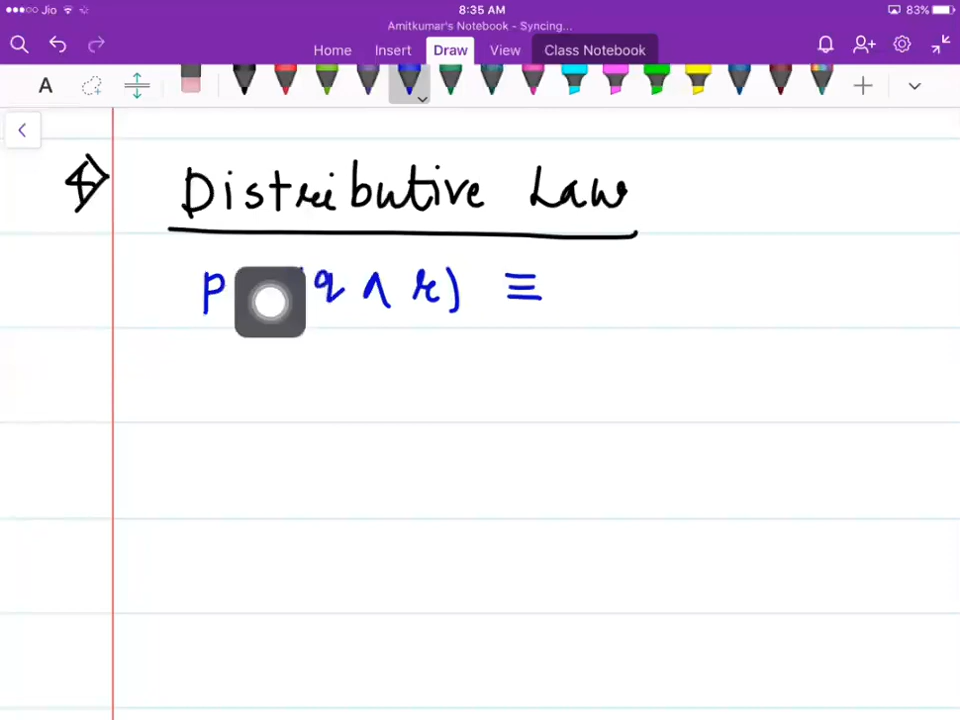 Jio 8:35 AM 83%
Amitkumar's Notebook - Syncing...
Home Insert Draw View Class Notebook
A
4 Distributive Law
p q ∧ r) ≡